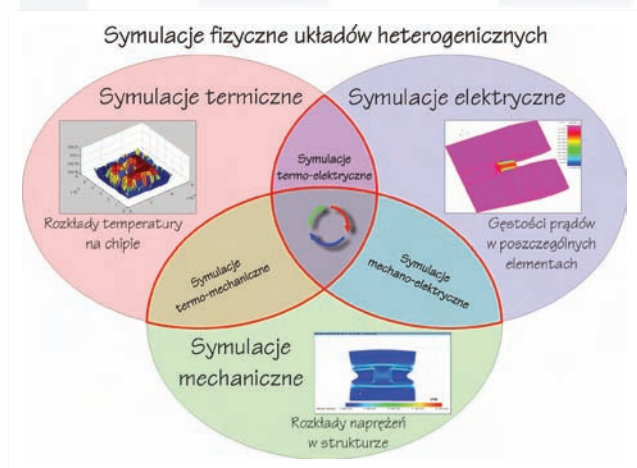 Symulacje fizyczne układów heterogenicznych
Symulacje termiczne
Symulacje elektryczne
Symulacje
termo-elektryczne
Rozkłady temperatury
na chipie
Gęstości prądów
w poszczególnych
elementach
Symulacje
termo-mechaniczne
Symulacje
mechano-elektryczne
Symulacje
mechaniczne
Rozkłady naprężeń
w strukturze